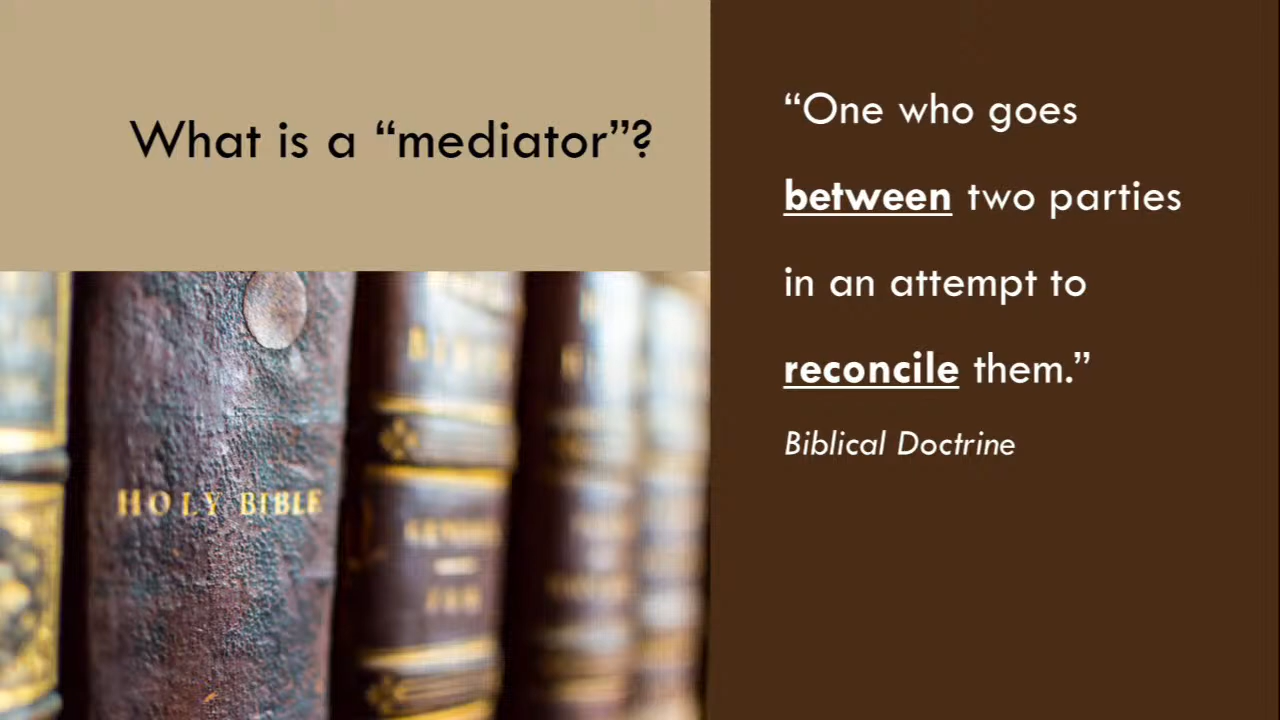 What is a “mediator”?
“One who goes
between two parties
in an attempt to
reconcile them.”
Biblical Doctrine
HOLY BIBLE